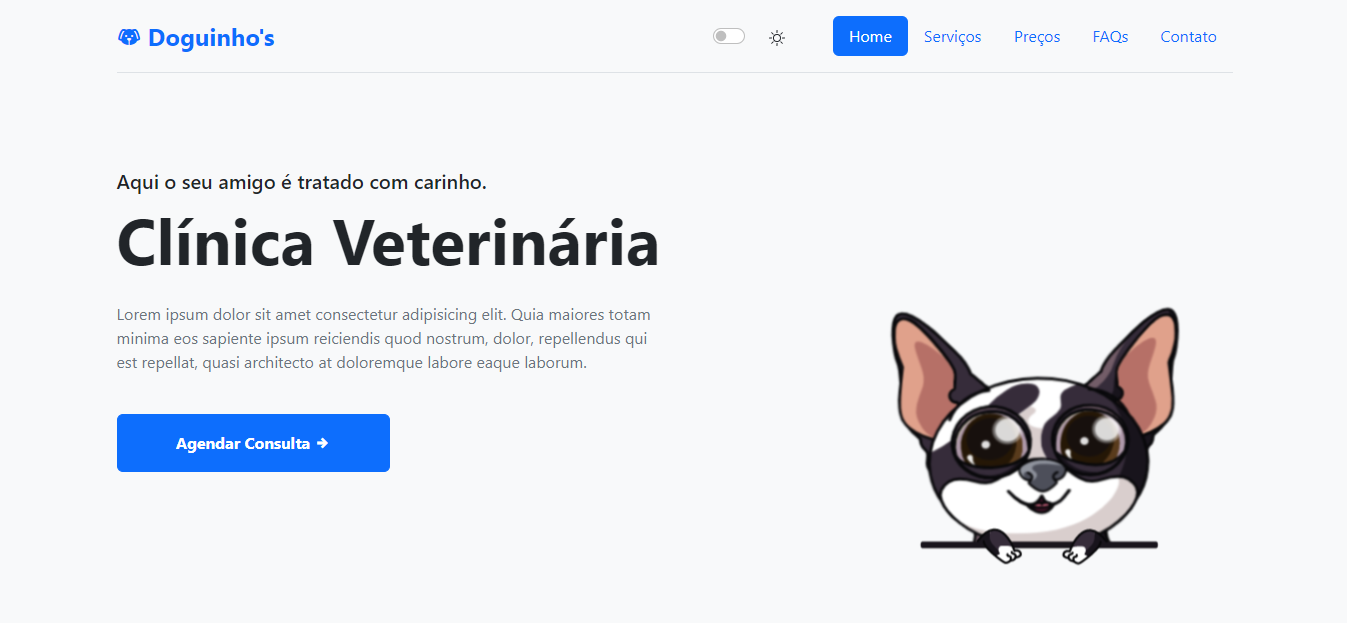 Doguinho's
Home Serviços Preços FAQs Contato
Aqui o seu amigo é tratado com carinho.
Clínica Veterinária
Lorem ipsum dolor sit amet consectetur adipisicing elit. Quia maiores totam
minima eos sapiente ipsum reiciendis quod nostrum, dolor, repellendus qui
est repellat, quasi architecto at doloremque labore eaque laborum.
Agendar Consulta →